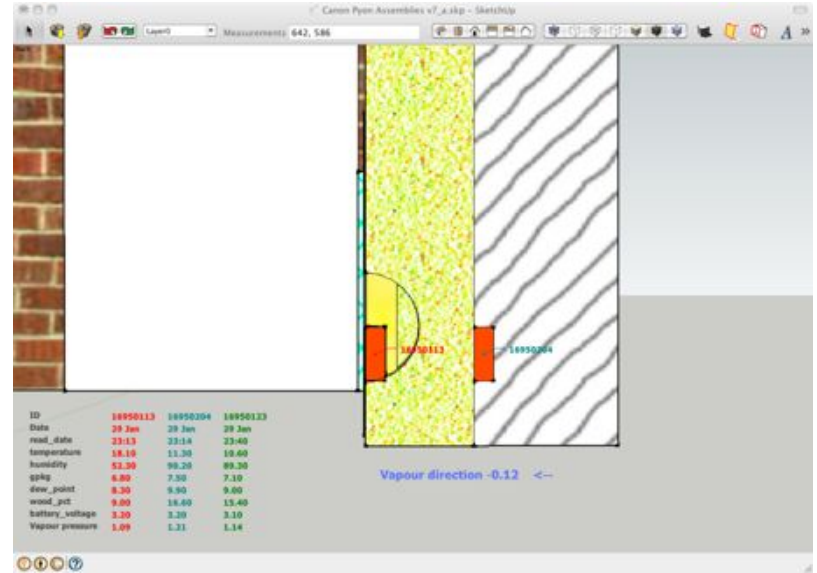 Canon Pyon Assemblies v7_a.skp - SketchUp
Layer0 Measurements 642, 586
16950113 16950204
ID 16950113 16950204 16950123
Date 29 Jan 29 Jan 29 Jan
read_date 23:13 23:14 23:40
temperature 18.10 11.30 10.60
humidity 52.30 90.20 89.30
gpkg 6.80 7.50 7.10
dew_point 8.30 9.90 9.00
wood_pct 9.00 16.60 15.40
battery_voltage 3.20 3.20 3.10
Vapour pressure 1.09 1.21 1.14
Vapour direction -0.12 <--